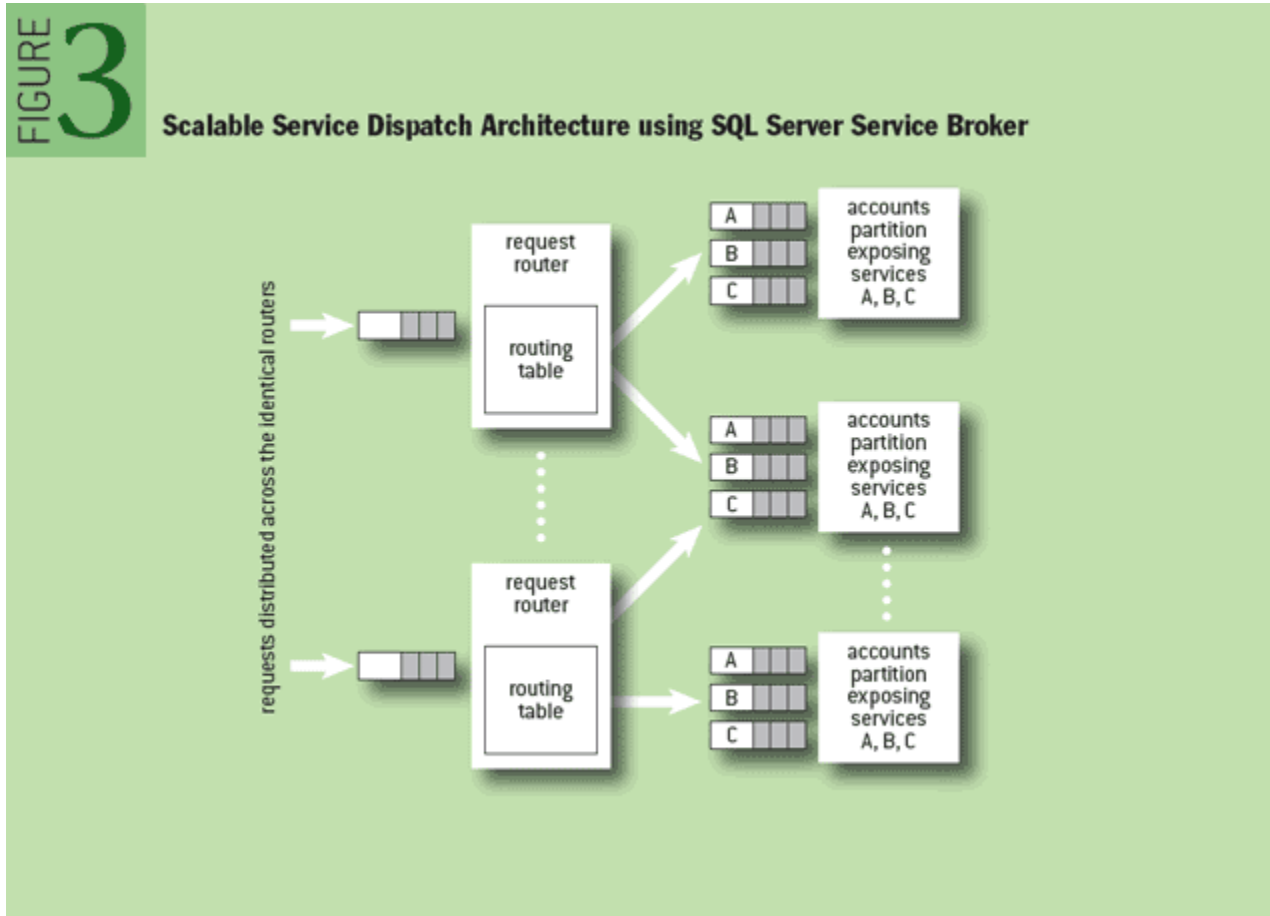 FIGURE
3
Scalable Service Dispatch Architecture using SQL Server Service Broker
requests distributed across the identical routers
request
router
routing
table
A
B
C
accounts
partition
exposing
services
A, B, C
A
B
C
accounts
partition
exposing
services
A, B, C
request
router
routing
table
A
B
C
accounts
partition
exposing
services
A, B, C